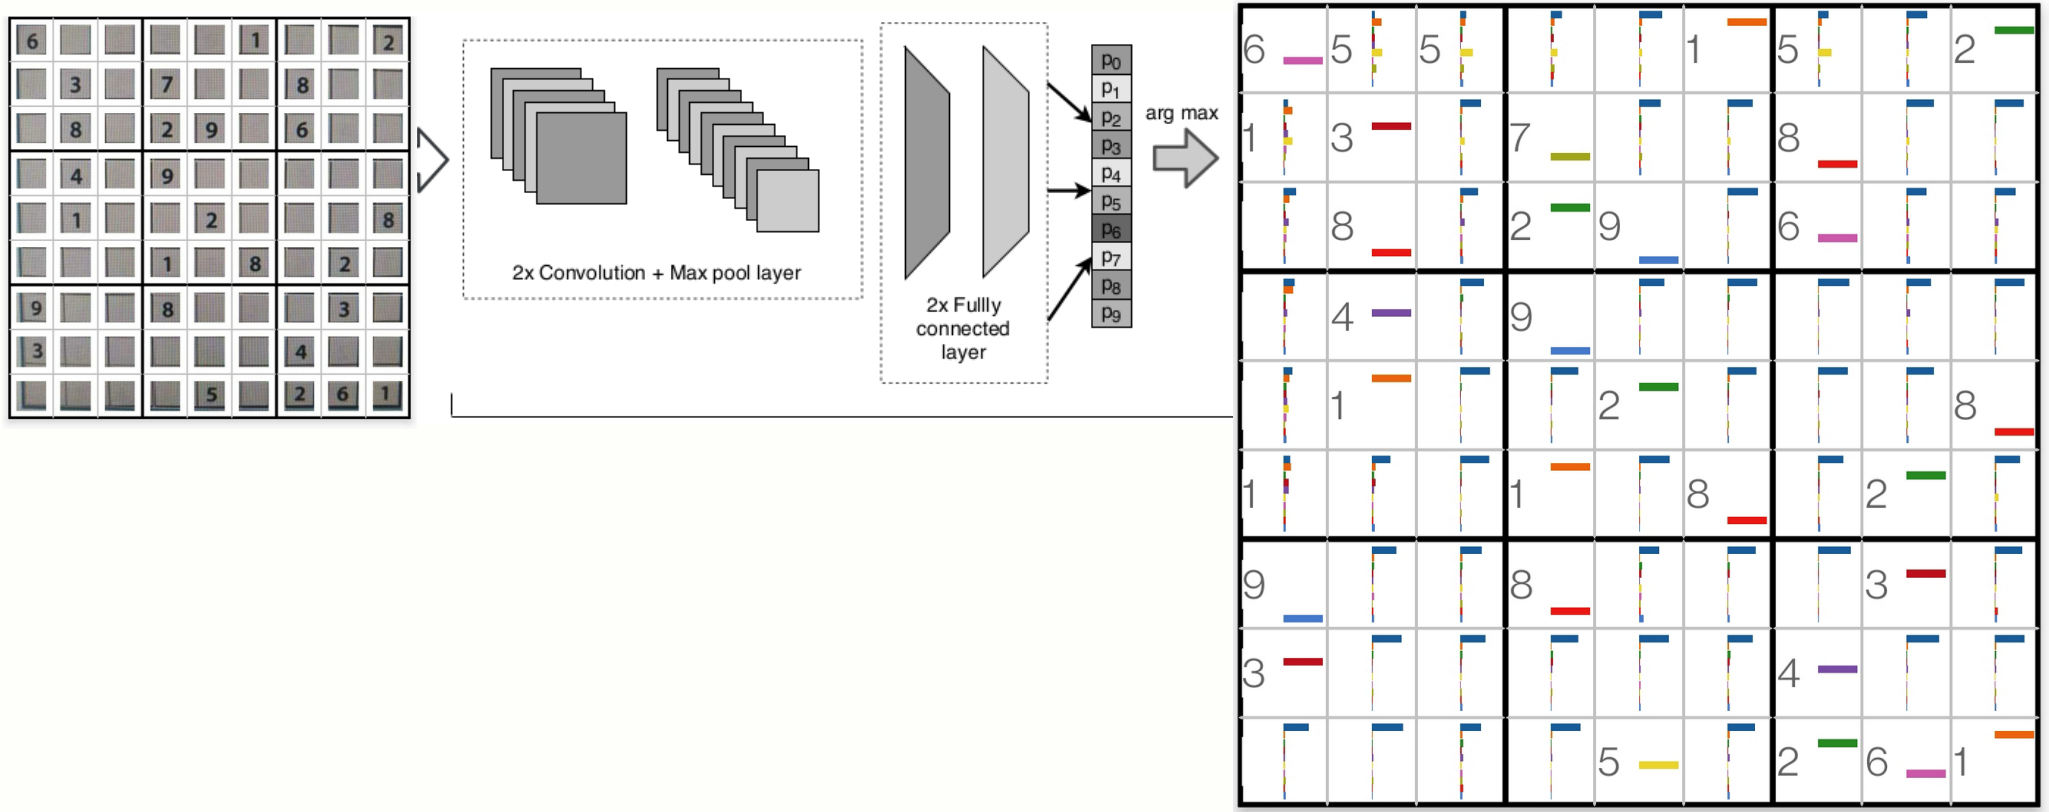 6 1 2
3 7 8
8 2 9 6
4 9
1 2 8
1 8 2
9 8 3
3 4
5 2 6 1
2x Convolution + Max pool layer
2x Fullly
connected
layer
p0
p1
p2
p3
p4
p5
p6
p7
p8
p9
arg max
6 5 5 1 5 2
1 3 7 8
8 2 9 6
4 9
1 2 8
1 1 8 2
9 8 3
3 4
5 2 6 1